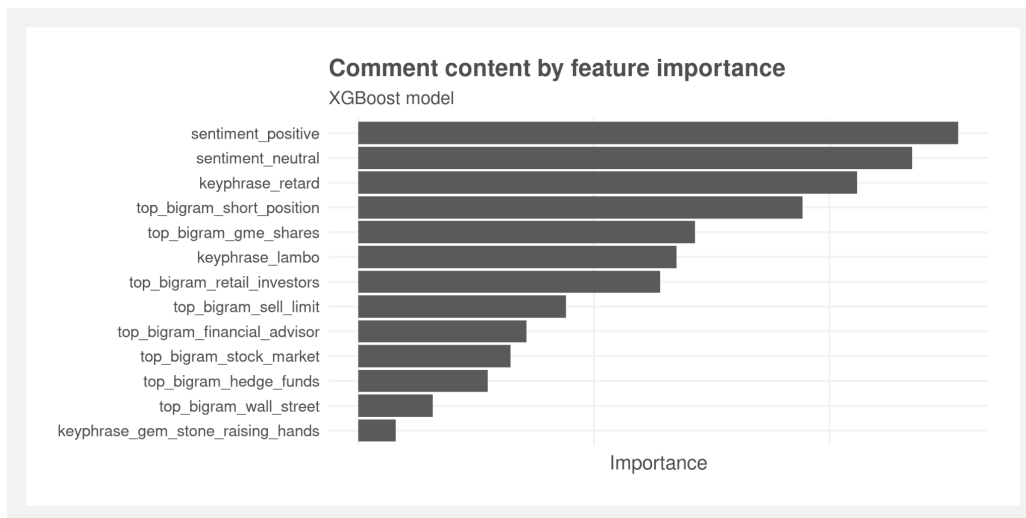 Comment content by feature importance
XGBoost model
sentiment_positive
sentiment_neutral
keyphrase_retard
top_bigram_short_position
top_bigram_gme_shares
keyphrase_lambo
top_bigram_retail_investors
top_bigram_sell_limit
top_bigram_financial_advisor
top_bigram_stock_market
top_bigram_hedge_funds
top_bigram_wall_street
keyphrase_gem_stone_raising_hands
Importance